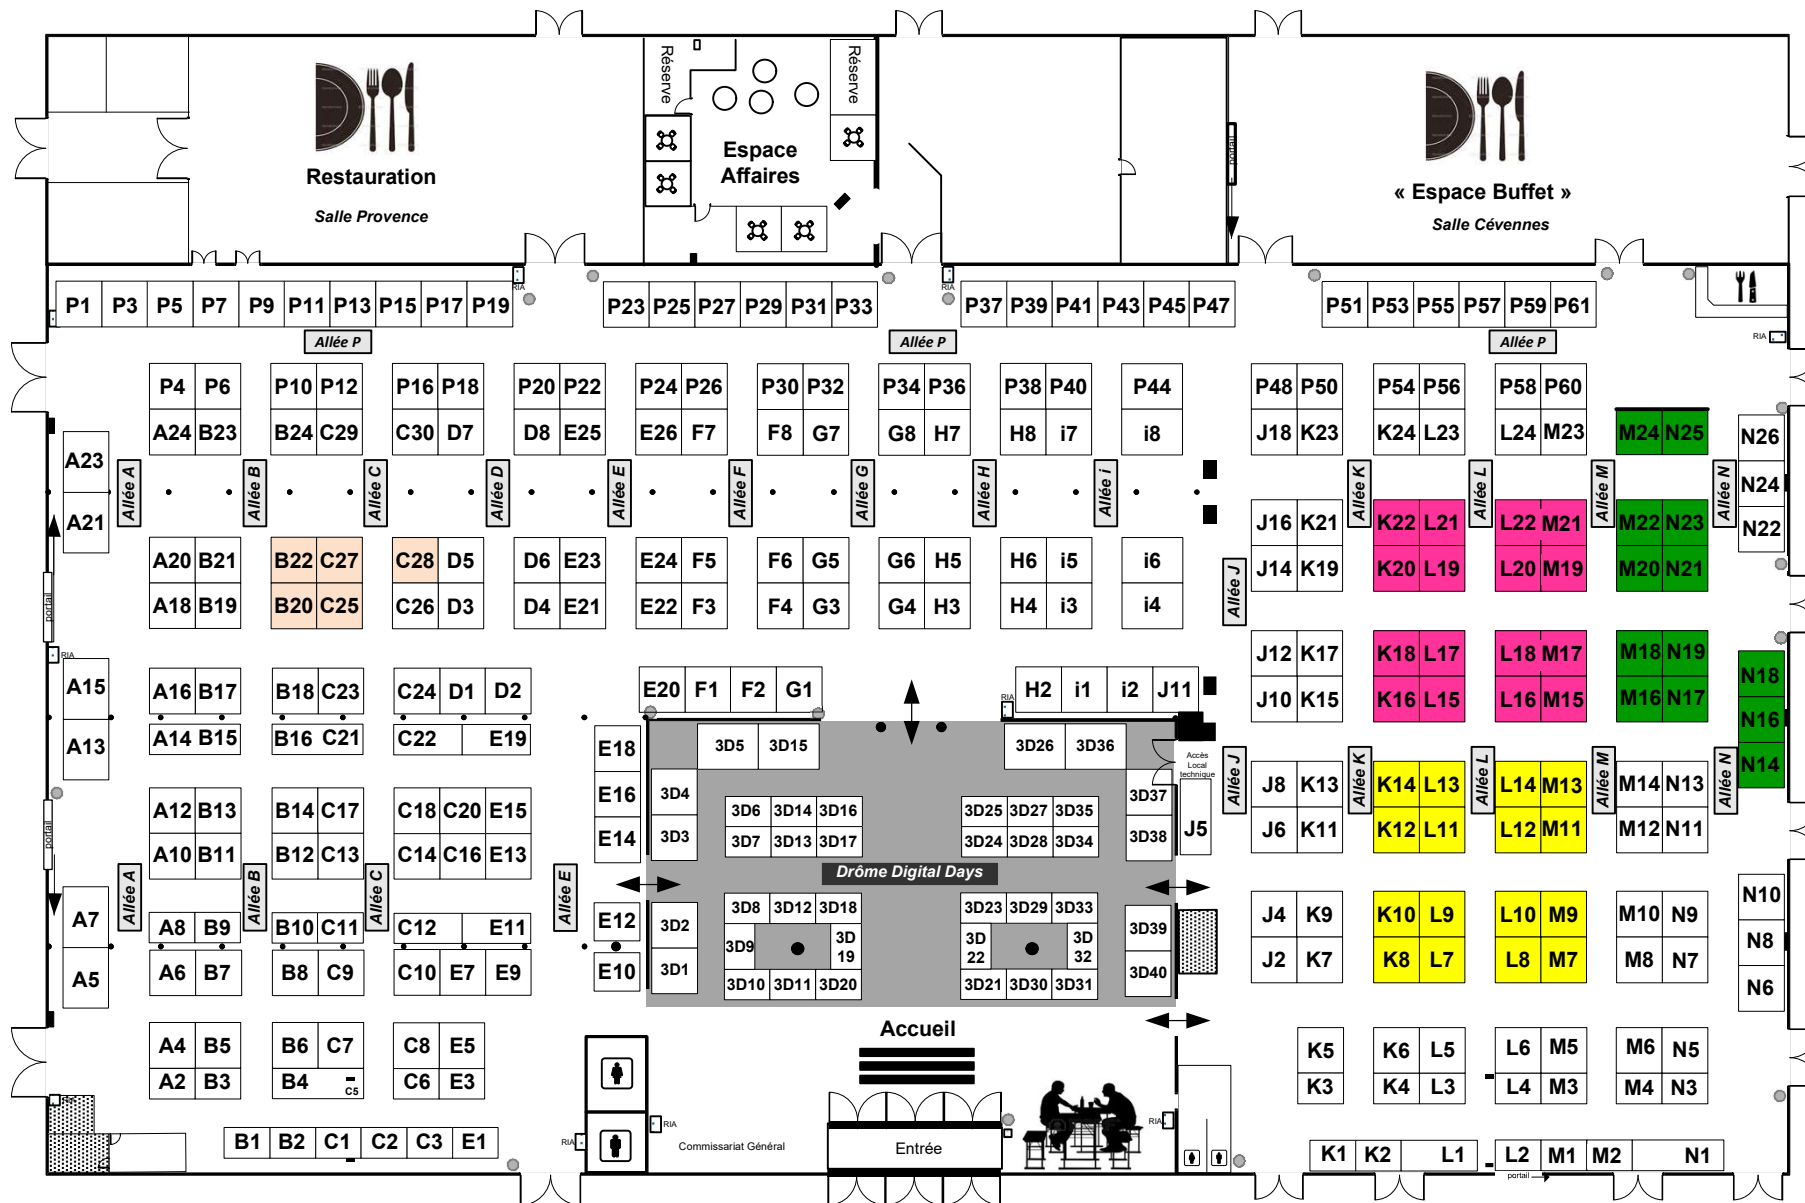 Réserve
Réserve
Restauration
Salle Provence
Espace
Affaires
portail
« Espace Buffet »
Salle Cévennes
RIA
RIA
RIA
P1 P3 P5 P7 P9 P11 P13 P15 P17 P19
P23 P25 P27 P29 P31 P33
P37 P39 P41 P43 P45 P47
P51 P53 P55 P57 P59 P61
Allée P
Allée P
Allée P
P4 P6 P10 P12 P16 P18 P20 P22 P24 P26 P30 P32 P34 P36 P38 P40 P44 P48 P50 P54 P56 P58 P60
A24 B23 B24 C29 C30 D7 D8 E25 E26 F7 F8 G7 G8 H7 H8 i7 i8 J18 K23 K24 L23 L24 M23 M24 N25
A23
A21
N26
N24
N22
Allée A
Allée B
Allée C
Allée D
Allée E
Allée F
Allée G
Allée H
Allée i
Allée K
Allée L
Allée M
Allée N
J16 K21 K22 L21 L22 M21 M22 N23
J14 K19 K20 L19 L20 M19 M20 N21
A20 B21 B22 C27 C28 D5 D6 E23 E24 F5 F6 G5 G6 H5 H6 i5 i6
A18 B19 B20 C25 C26 D3 D4 E21 E22 F3 F4 G3 G4 H3 H4 i3 i4
Allée J
portail
RIA
J12 K17 K18 L17 L18 M17 M18 N19
J10 K15 K16 L15 L16 M15 M16 N17
N18
N16
N14
A15
A13
A16 B17 B18 C23 C24 D1 D2
E20 F1 F2 G1
H2 i1 i2 J11
RIA
A14 B15 B16 C21 C22 E19
E18
E16
E14
3D5 3D15
3D26 3D36
Accès
Local
technique
3D4
3D3
3D37
3D38
J5
Allée J
Allée K
Allée L
Allée M
Allée N
A12 B13 B14 C17 C18 C20 E15
A10 B11 B12 C13 C14 C16 E13
3D6 3D14 3D16
3D7 3D13 3D17
3D25 3D27 3D35
3D24 3D28 3D34
J8 K13 K14 L13 L14 M13 M14 N13
J6 K11 K12 L11 L12 M11 M12 N11
portail
Drôme Digital Days
Allée A
Allée B
Allée C
Allée E
A7
A5
A8 B9 B10 C11 C12 E11
A6 B7 B8 C9 C10 E7 E9
E12
E10
3D2
3D1
3D8 3D12 3D18
3D9
3D
19
3D10 3D11 3D20
3D23 3D29 3D33
3D
22
3D
32
3D21 3D30 3D31
3D39
3D40
J4 K9 K10 L9 L10 M9 M10 N9
J2 K7 K8 L7 L8 M7 M8 N7
N10
N8
N6
Accueil
A4 B5 B6 C7 C8 E5
A2 B3 B4 C5 C6 E3
K5 K6 L5 L6 M5 M6 N5
K3 K4 L3 L4 M3 M4 N3
B1 B2 C1 C2 C3 E1
RIA
RIA
Commissariat Général
Entrée
RIA
K1 K2 L1
L2 M1 M2 N1
portail